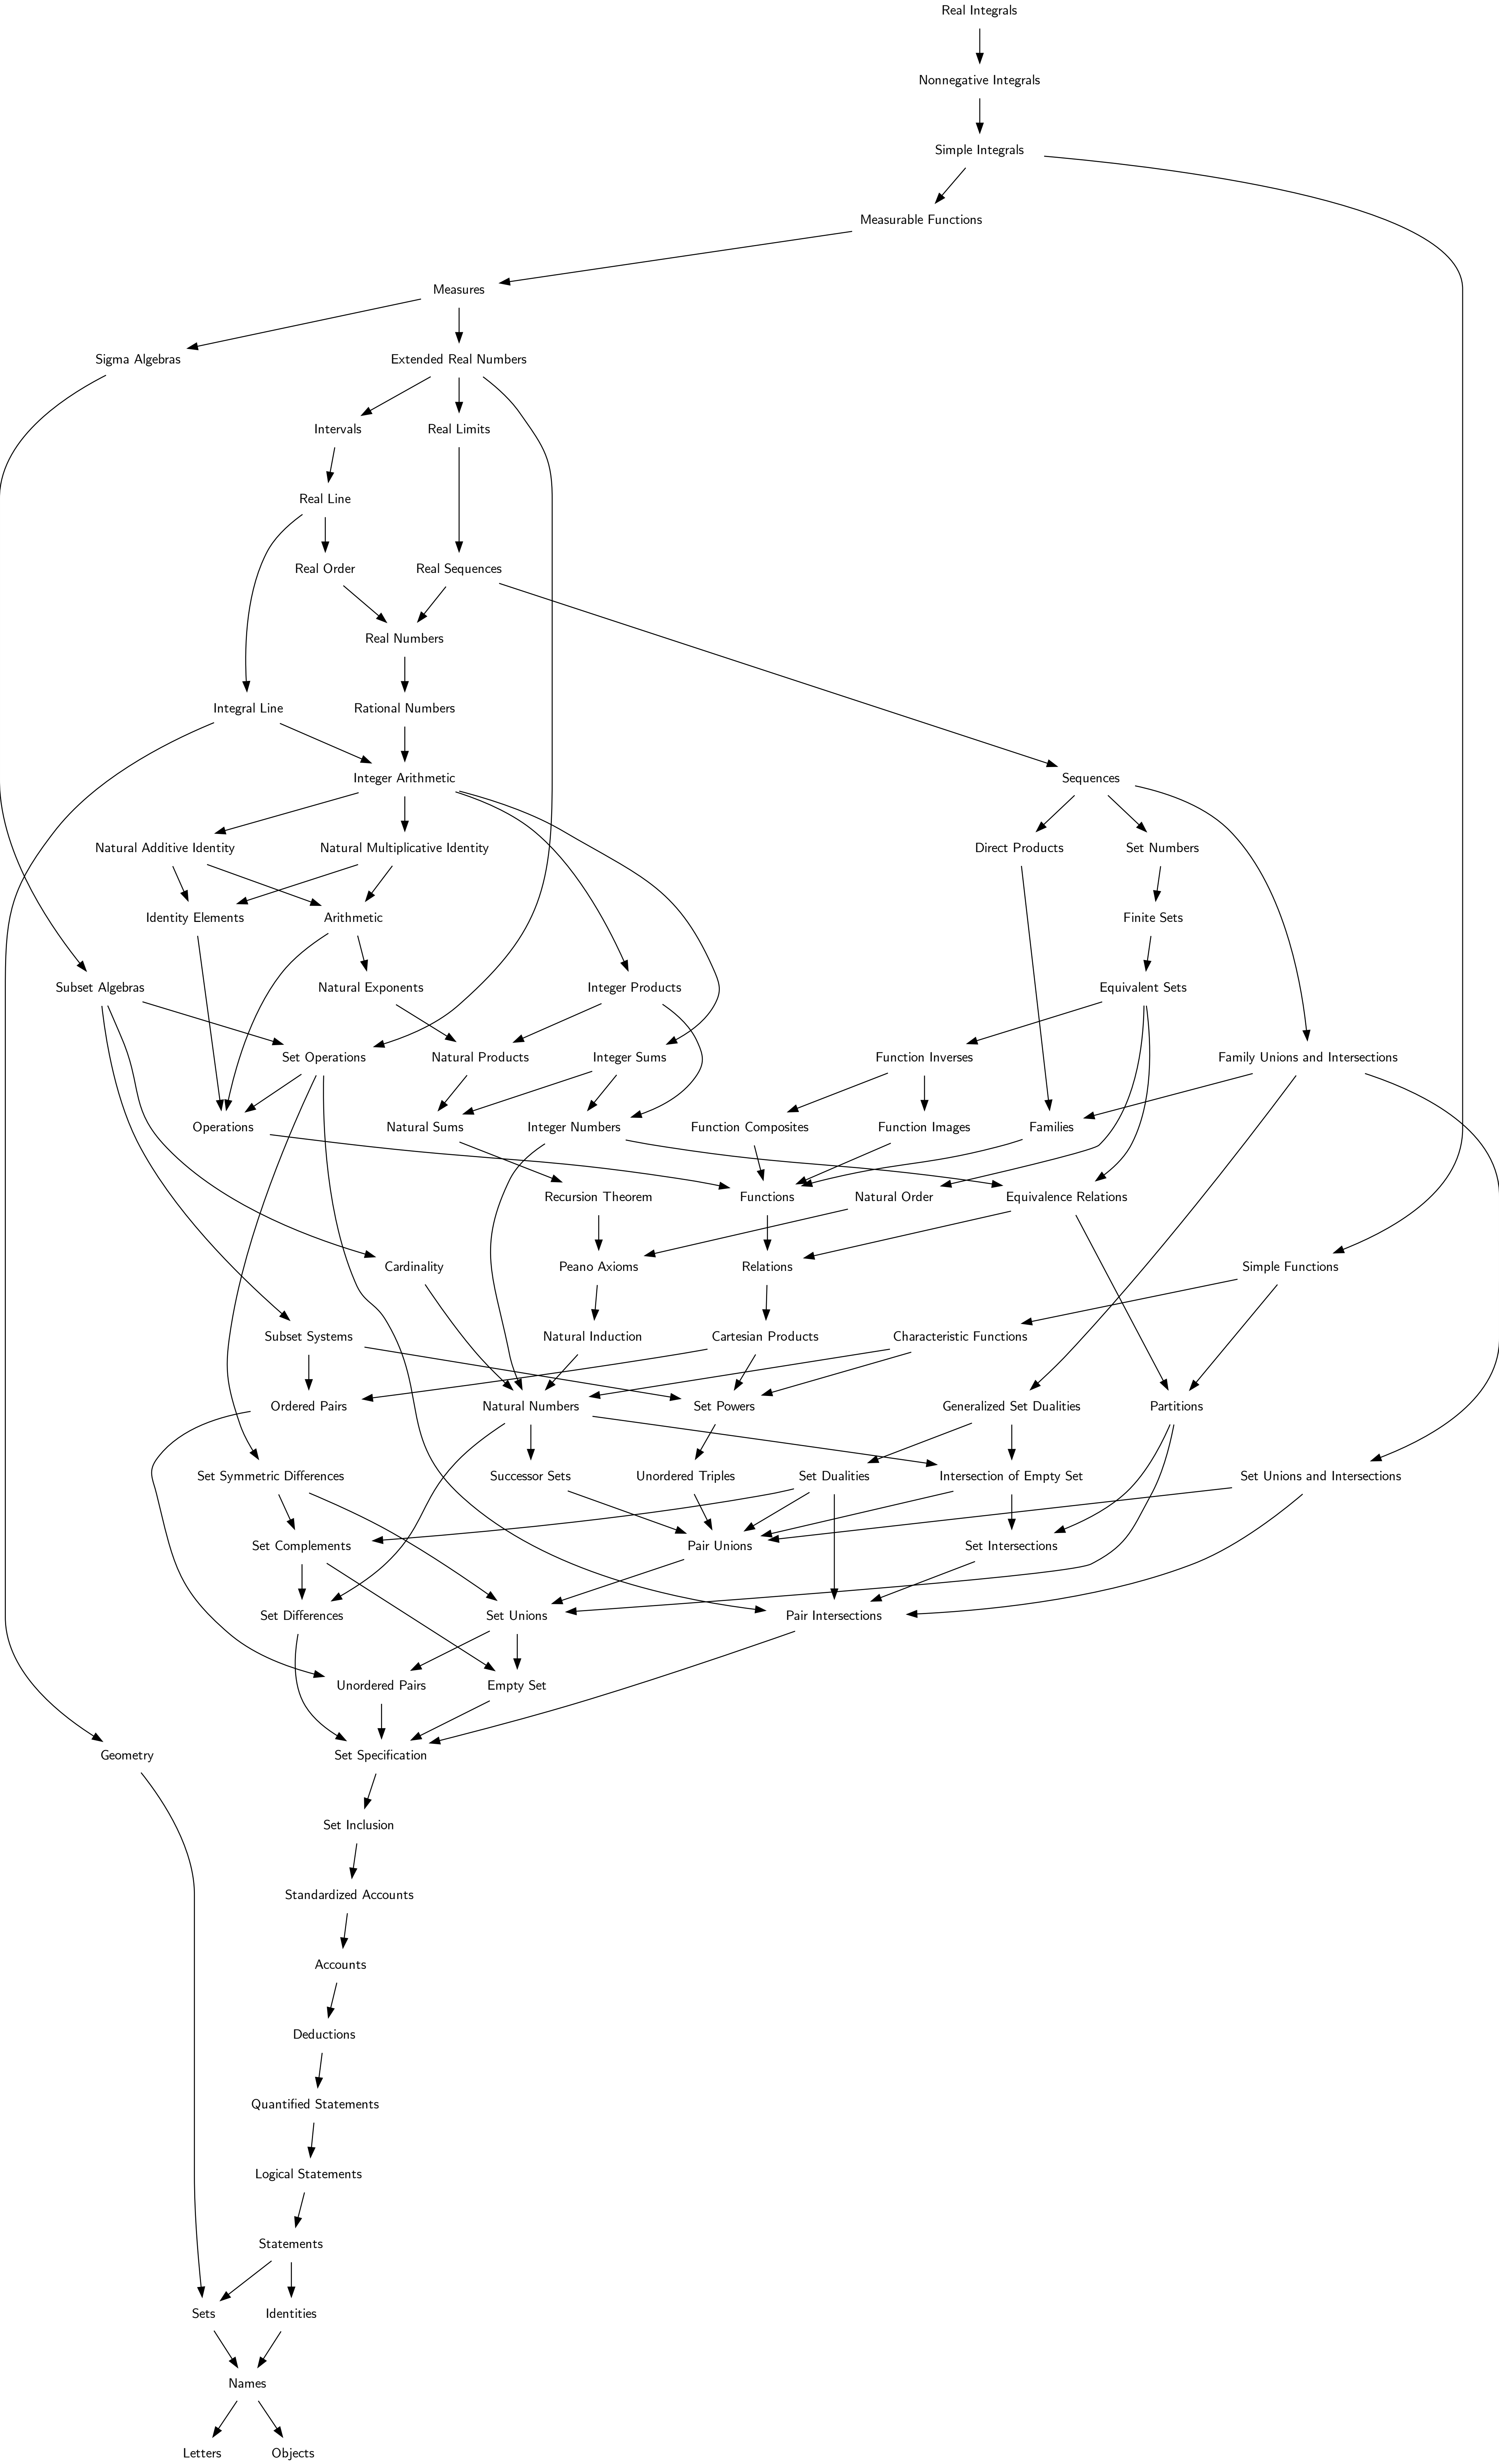 Real Integrals
Nonnegative Integrals
Simple Integrals
Measurable Functions
Measures
Sigma Algebras
Extended Real Numbers
Intervals
Real Limits
Real Line
Real Order
Real Sequences
Real Numbers
Integral Line
Rational Numbers
Integer Arithmetic
Sequences
Natural Additive Identity
Natural Multiplicative Identity
Direct Products
Set Numbers
Identity Elements
Arithmetic
Finite Sets
Subset Algebras
Natural Exponents
Integer Products
Equivalent Sets
Set Operations
Natural Products
Integer Sums
Function Inverses
Family Unions and Intersections
Operations
Natural Sums
Integer Numbers
Function Composites
Function Images
Families
Recursion Theorem
Functions
Natural Order
Equivalence Relations
Cardinality
Peano Axioms
Relations
Simple Functions
Subset Systems
Natural Induction
Cartesian Products
Characteristic Functions
Ordered Pairs
Natural Numbers
Set Powers
Generalized Set Dualities
Partitions
Set Symmetric Differences
Successor Sets
Unordered Triples
Set Dualities
Intersection of Empty Set
Set Unions and Intersections
Set Complements
Pair Unions
Set Intersections
Set Differences
Set Unions
Pair Intersections
Unordered Pairs
Empty Set
Geometry
Set Specification
Set Inclusion
Standardized Accounts
Accounts
Deductions
Quantified Statements
Logical Statements
Statements
Sets
Identities
Names
Letters
Objects